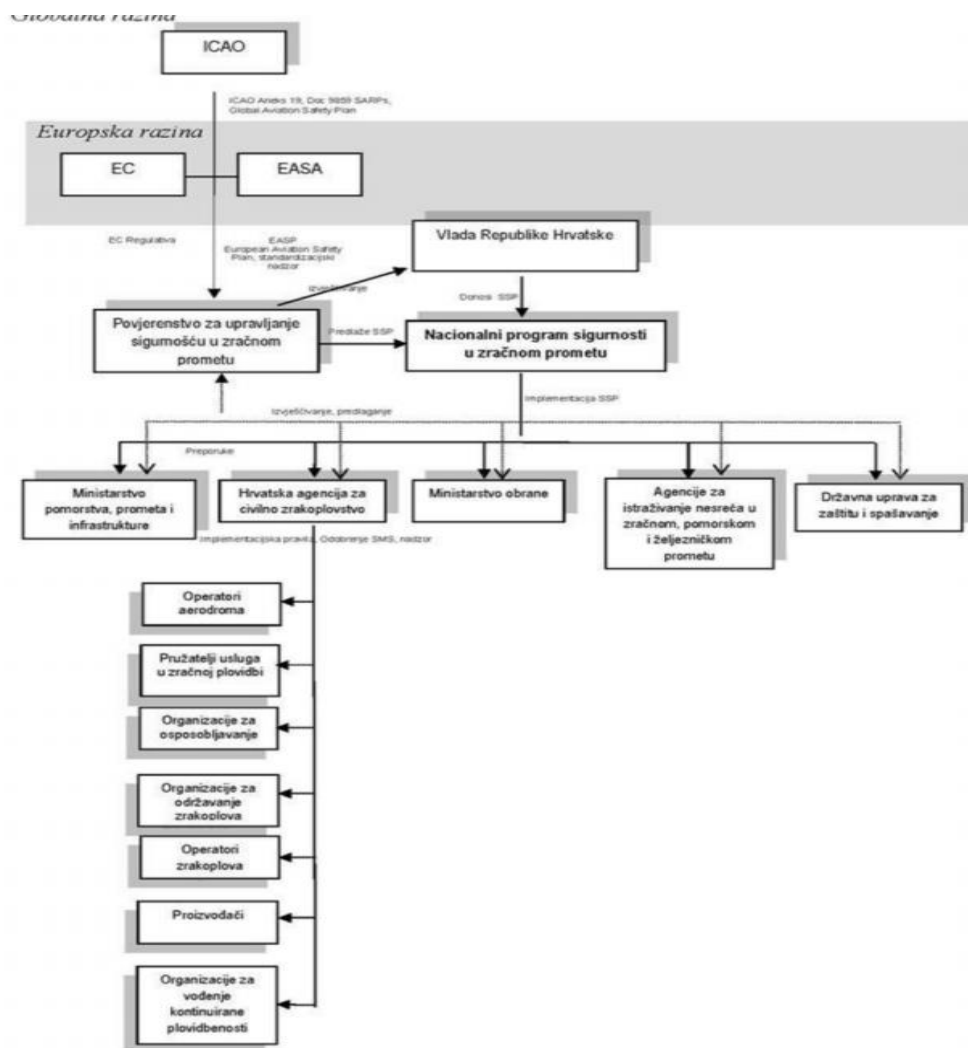 Globalna razina
ICAO
ICAO Aneks 19, Doc 9859 SARPs,
Global Aviation Safety Plan
Europska razina
EC
EASA
EC Regulativa
EASP
European Aviation Safety
Plan, standardizacijski
nadzor
Vlada Republike Hrvatske
Izvješćivanje
Donosi SSP
Povjerenstvo za upravljanje
sigurnošću u zračnom
prometu
Predlaže SSP
Nacionalni program sigurnosti
u zračnom prometu
Implementacija SSP
Izvješćivanje, predlaganje
Preporuke
Ministarstvo
pomorstva, prometa i
infrastrukture
Hrvatska agencija za
civilno zrakoplovstvo
Ministarstvo obrane
Agencije za
istraživanje nesreća u
zračnom, pomorskom
i željezničkom
prometu
Državna uprava za
zaštitu i spašavanje
Implementacijska pravila, Odobrenje SMS, nadzor
Operatori
aerodroma
Pružatelji usluga
u zračnoj plovidbi
Organizacije za
osposobljavanje
Organizacije za
održavanje
zrakoplova
Operatori
zrakoplova
Proizvođači
Organizacije za
vođenje
kontinuirane
plovidbenosti